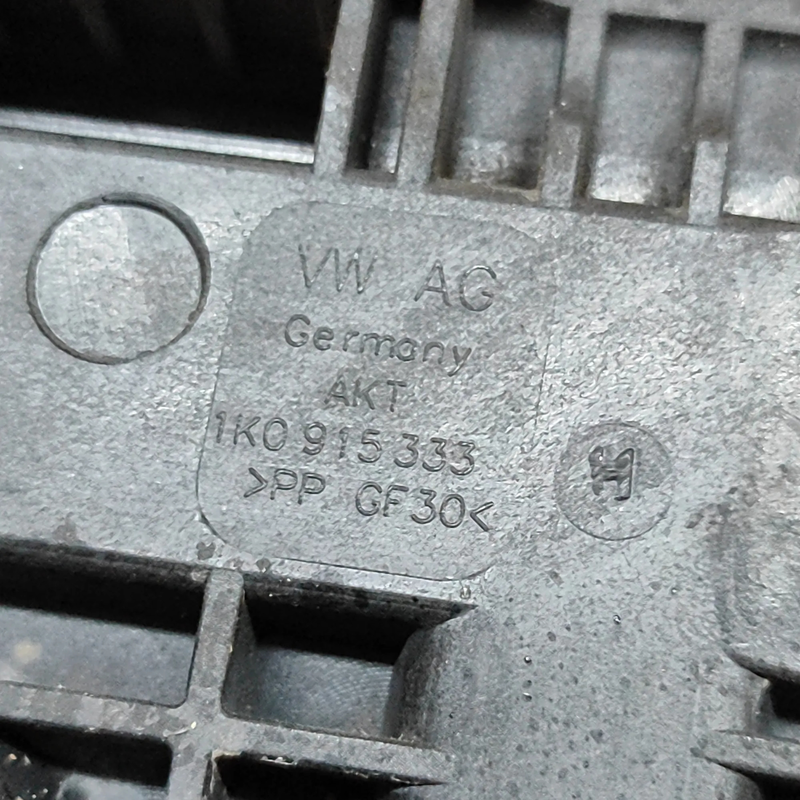 VW AG
Germany
AKT
1K0 915 333
>PP GF30<